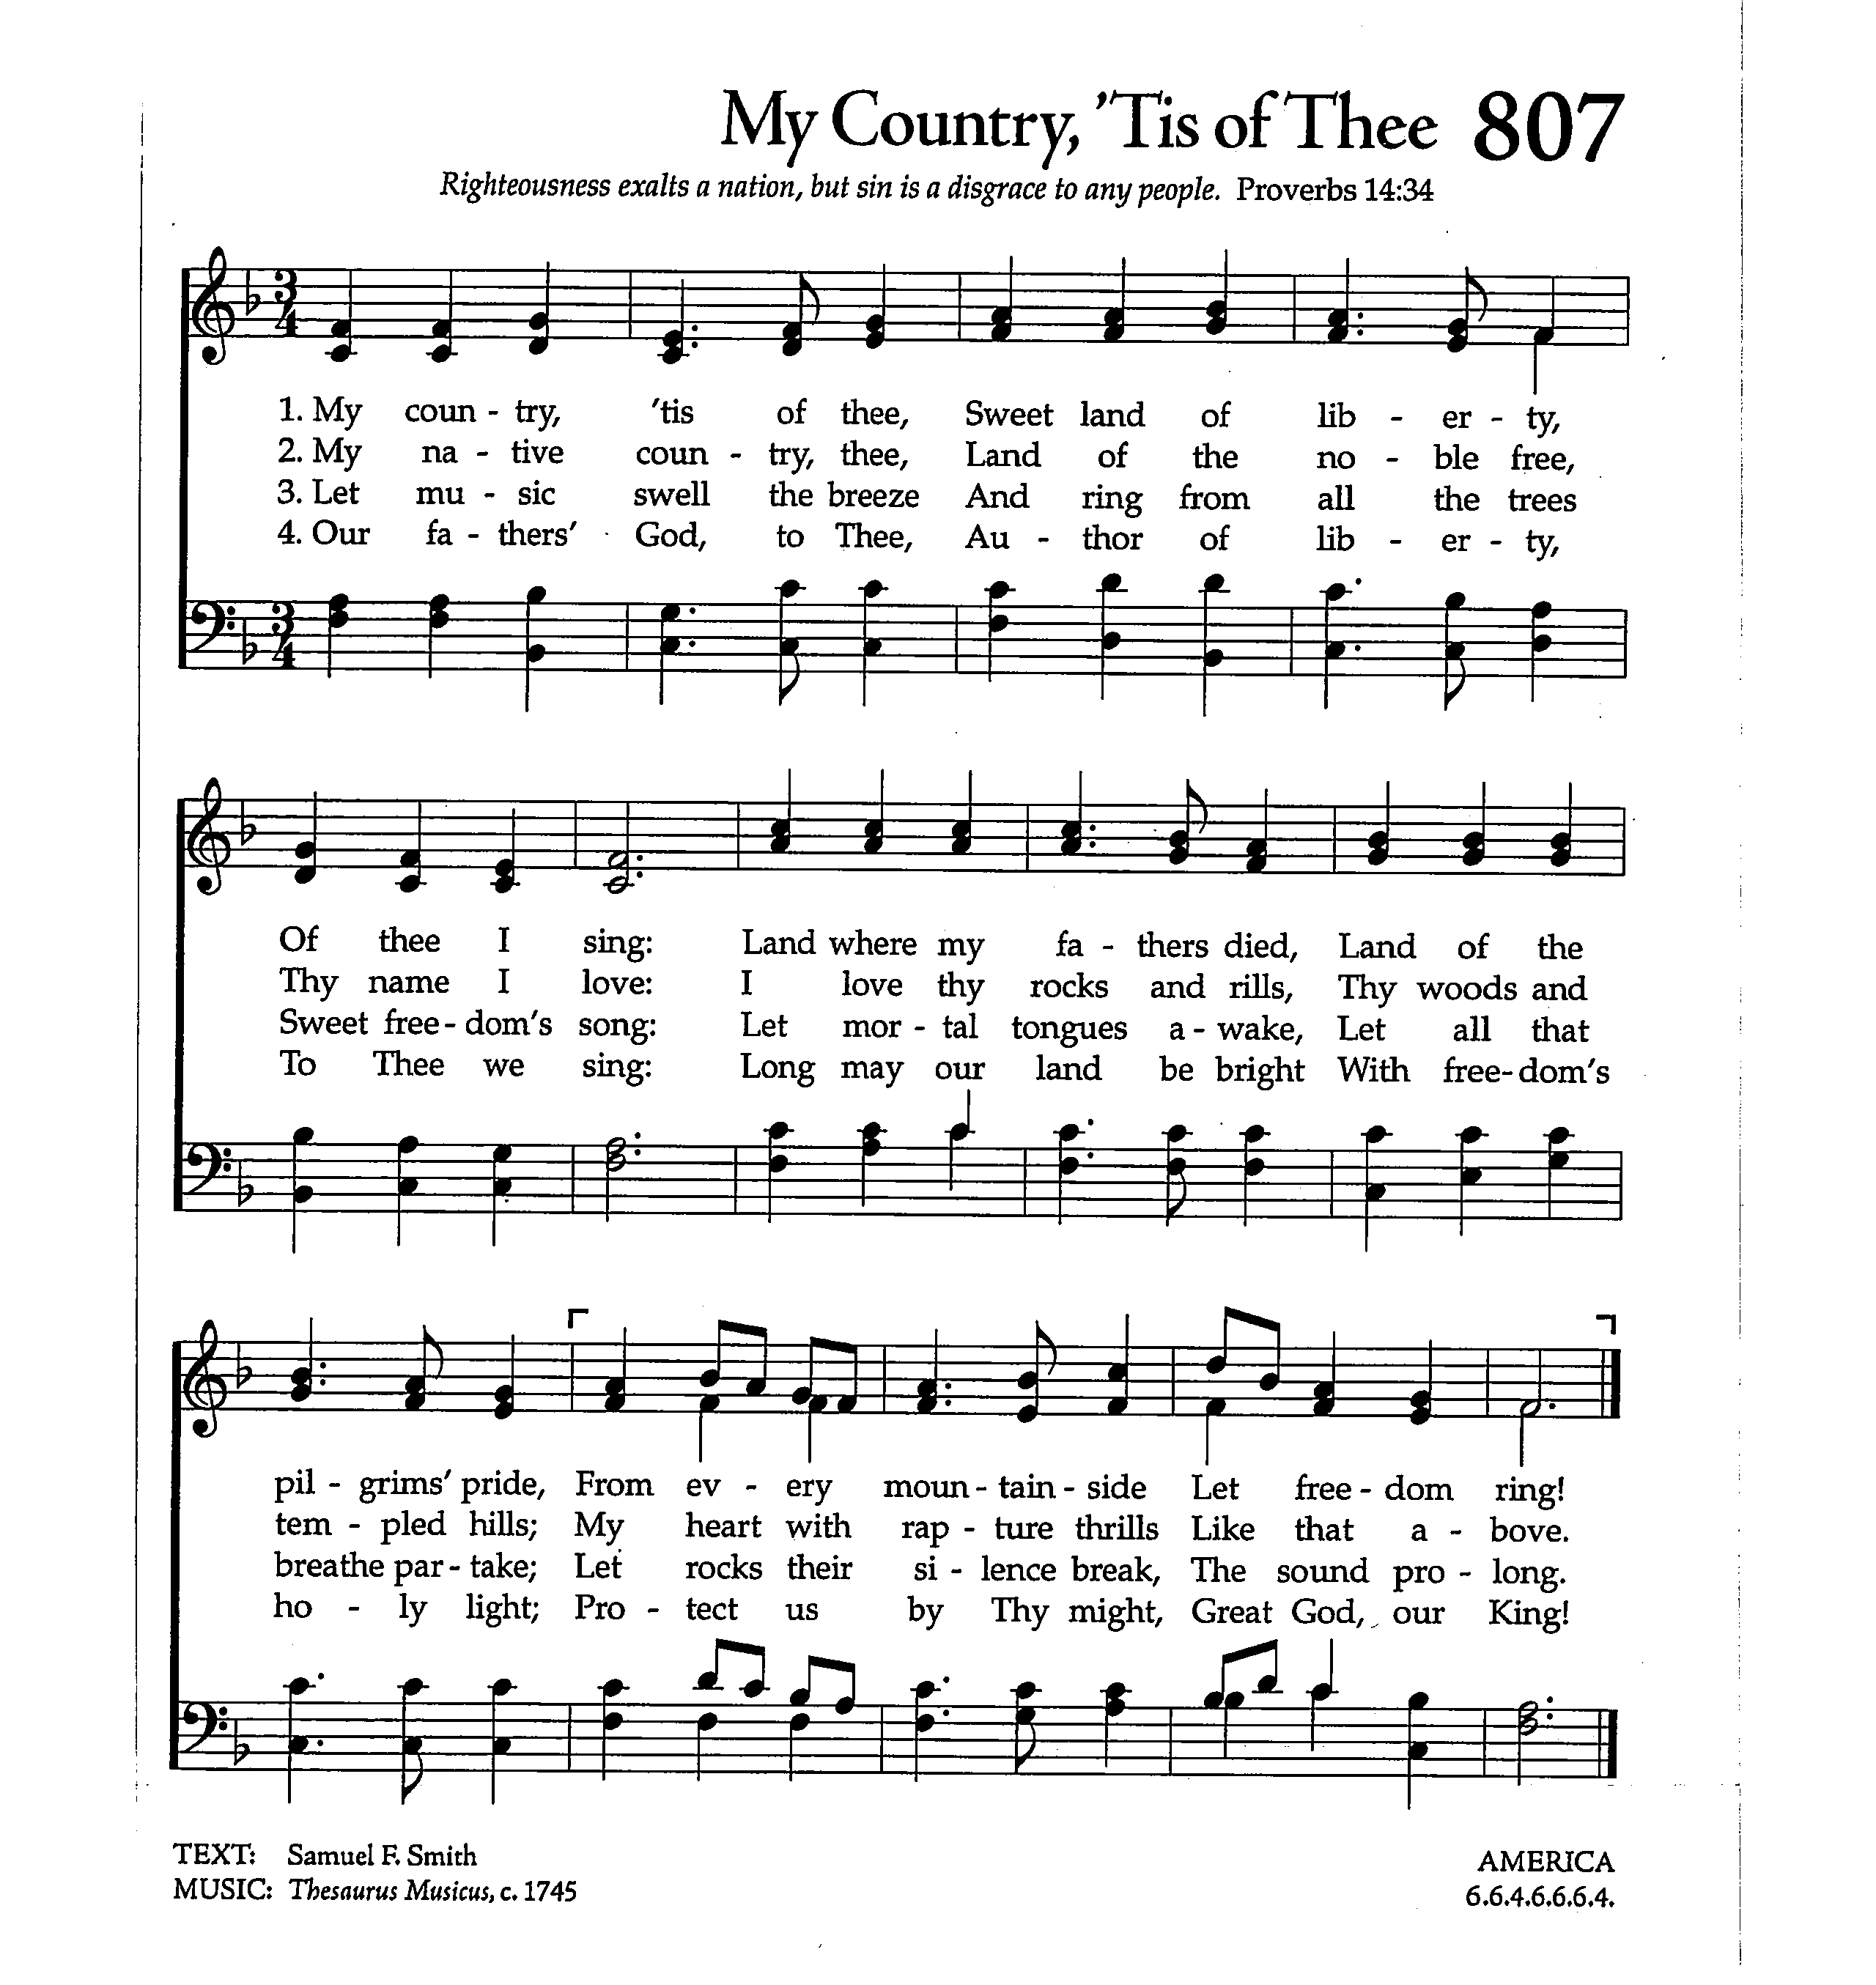 My Country, 'Tis of Thee 807
Righteousness exalts a nation, but sin is a disgrace to any people. Proverbs 14:34
3 4
1. My coun - try, 'tis of thee, Sweet land of lib - er - ty,
2. My na - tive coun - try, thee, Land of the no - ble free,
3. Let mu - sic swell the breeze And ring from all the trees
4. Our fa - thers' God, to Thee, Au - thor of lib - er - ty,
3 4
Of thee I sing: Land where my fa - thers died, Land of the
Thy name I love: I love thy rocks and rills, Thy woods and
Sweet free - dom's song: Let mor - tal tongues a - wake, Let all that
To Thee we sing: Long may our land be bright With free - dom's
pil - grims' pride, From ev - ery moun - tain - side Let free - dom ring!
tem - pled hills; My heart with rap - ture thrills Like that a - bove.
breathe par - take; Let rocks their si - lence break, The sound pro - long.
ho - ly light; Pro - tect us by Thy might, Great God, our King!
TEXT: Samuel F. Smith
MUSIC: Thesaurus Musicus, c. 1745
AMERICA
6.6.4.6.6.6.4.